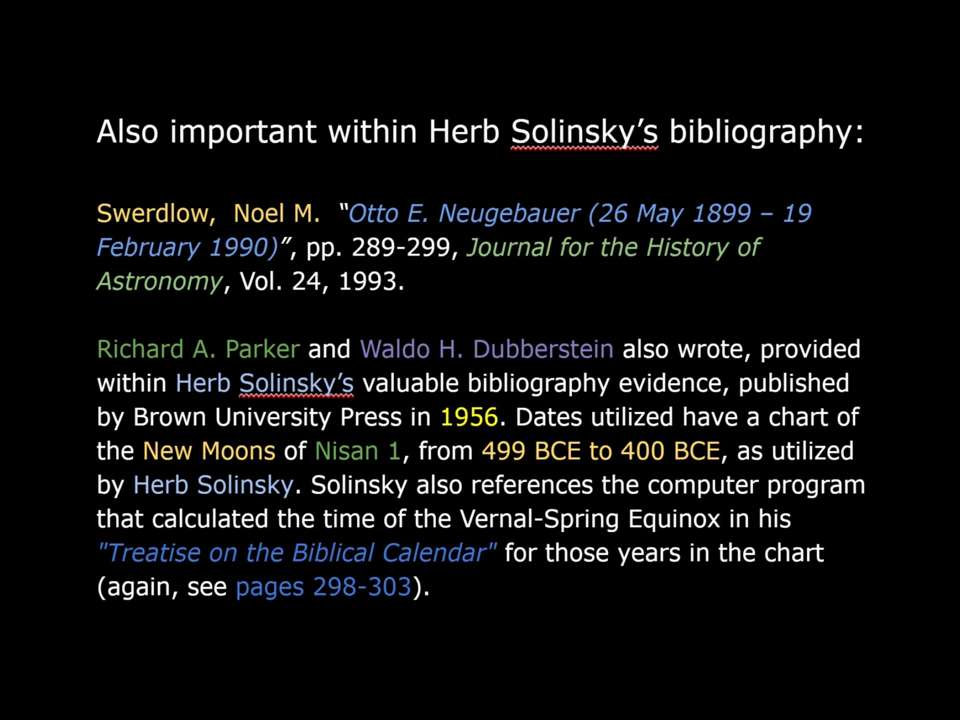 Also important within Herb Solinsky’s bibliography:
Swerdlow,  Noel M.  “Otto E. Neugebauer (26 May 1899 – 19
February 1990)”, pp. 289-299, Journal for the History of
Astronomy, Vol. 24, 1993.
Richard A. Parker and Waldo H. Dubberstein also wrote, provided
within Herb Solinsky’s valuable bibliography evidence, published
by Brown University Press in 1956. Dates utilized have a chart of
the New Moons of Nisan 1, from 499 BCE to 400 BCE, as utilized
by Herb Solinsky. Solinsky also references the computer program
that calculated the time of the Vernal-Spring Equinox in his
"Treatise on the Biblical Calendar" for those years in the chart
(again, see pages 298-303).